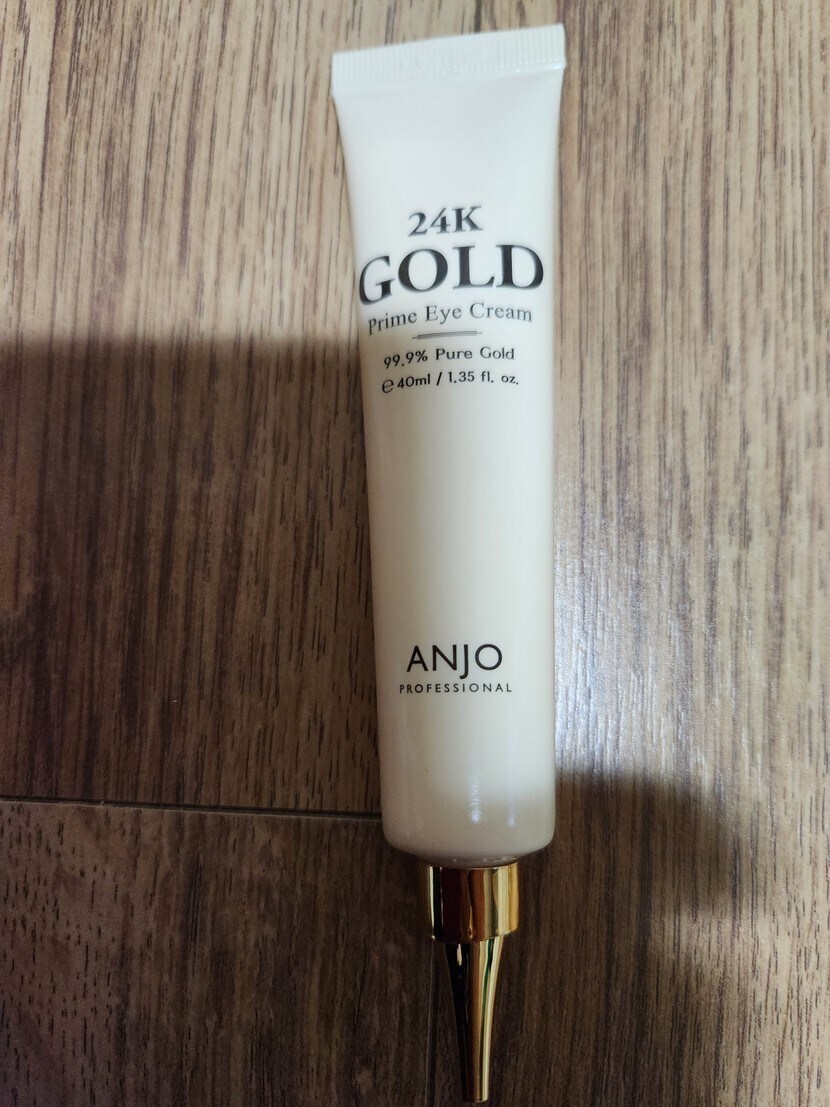 24K
GOLD
Prime Eye Cream
99.9% Pure Gold
℮ 40ml / 1.35 fl. oz.
ANJO
PROFESSIONAL